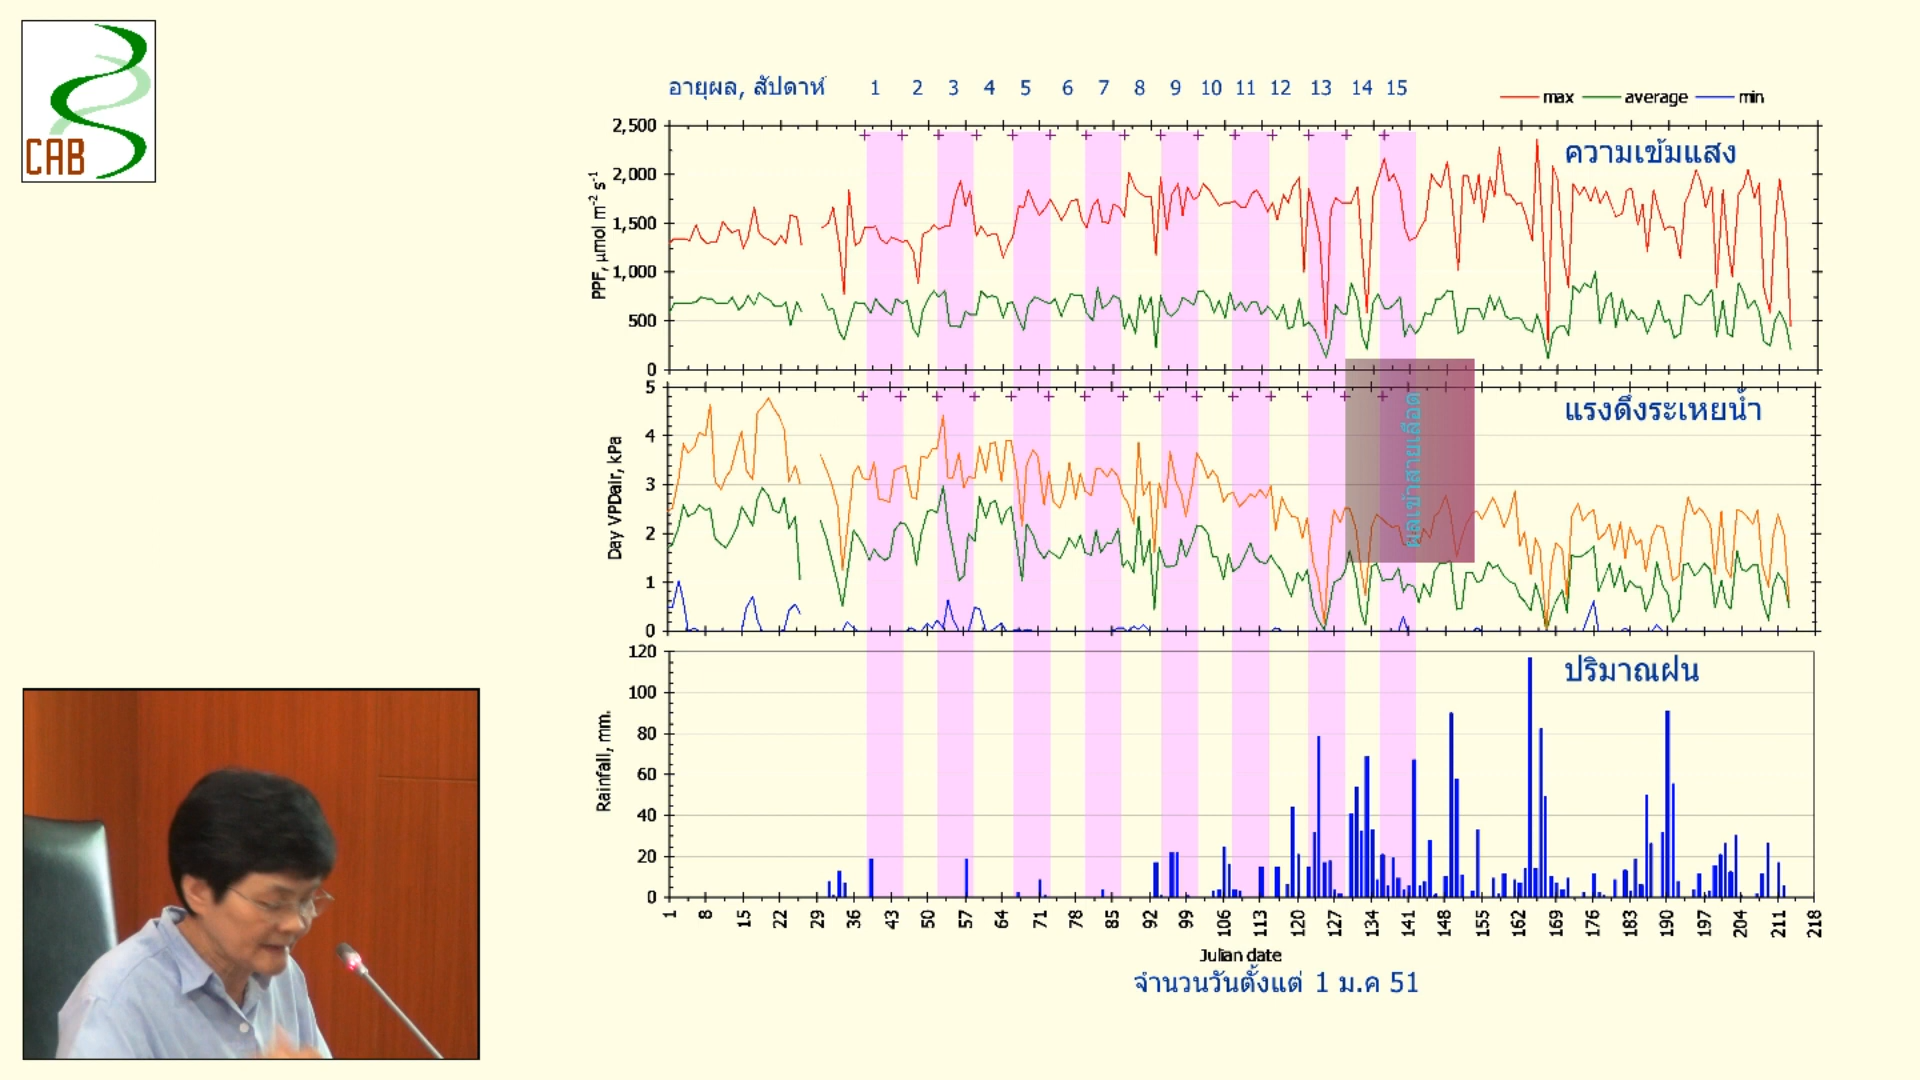 CAB
อายุผล, สัปดาห์ 1 2 3 4 5 6 7 8 9 10 11 12 13 14 15
max average min
ความเข้มแสง
PPF, µmol m-2 s-1
2,500
2,000
1,500
1,000
500
0
แรงดึงระเหยน้ำ
Day VPDair, kPa
5
4
3
2
1
0
ผลเข้าสายเลือด
ปริมาณฝน
Rainfall, mm.
120
100
80
60
40
20
0
1 8 15 22 29 36 43 50 57 64 71 78 85 92 99 106 113 120 127 134 141 148 155 162 169 176 183 190 197 204 211 218
Julian date
จำนวนวันตั้งแต่ 1 ม.ค 51